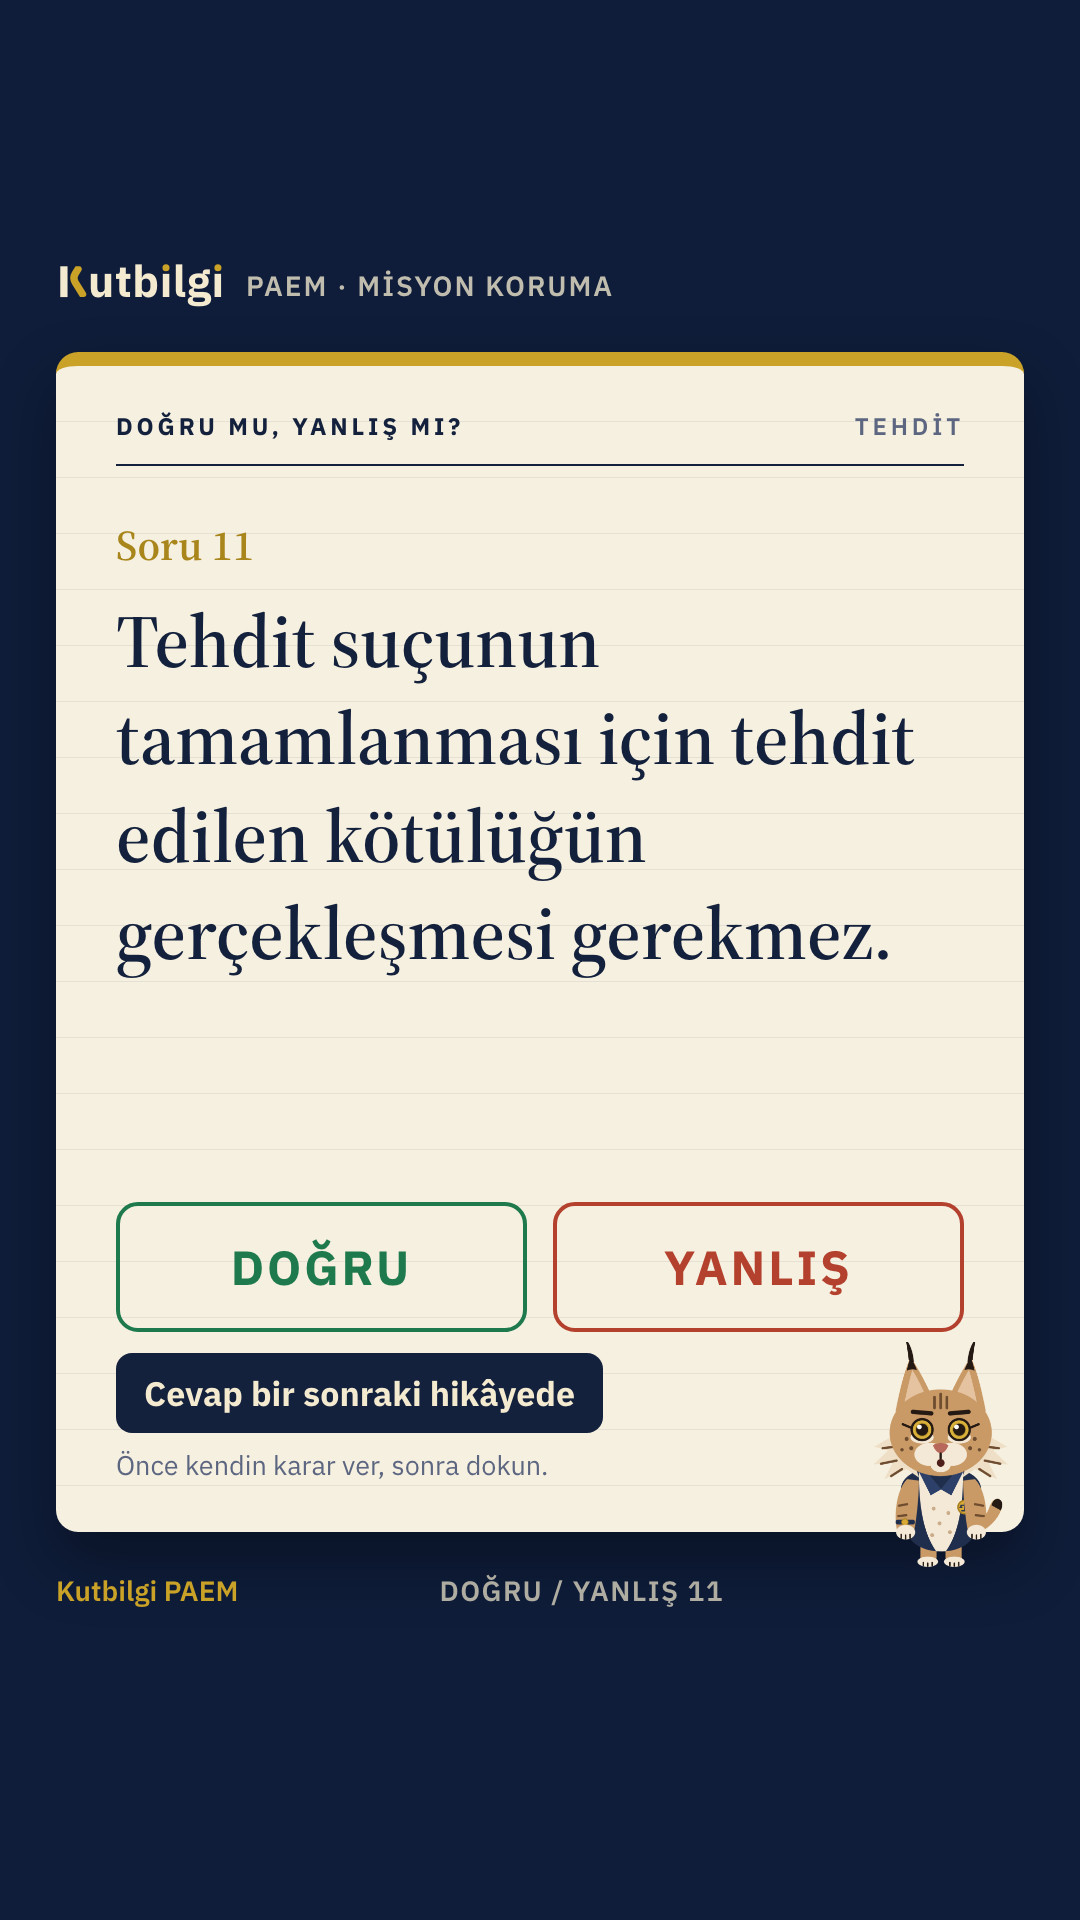 Kutbilgi PAEM · MİSYON KORUMA
DOĞRU MU, YANLIŞ MI? TEHDİT
Soru 11
Tehdit suçunun
tamamlanması için tehdit
edilen kötülüğün
gerçekleşmesi gerekmez.
DOĞRU YANLIŞ
Cevap bir sonraki hikâyede
Önce kendin karar ver, sonra dokun.
Kutbilgi PAEM DOĞRU / YANLIŞ 11